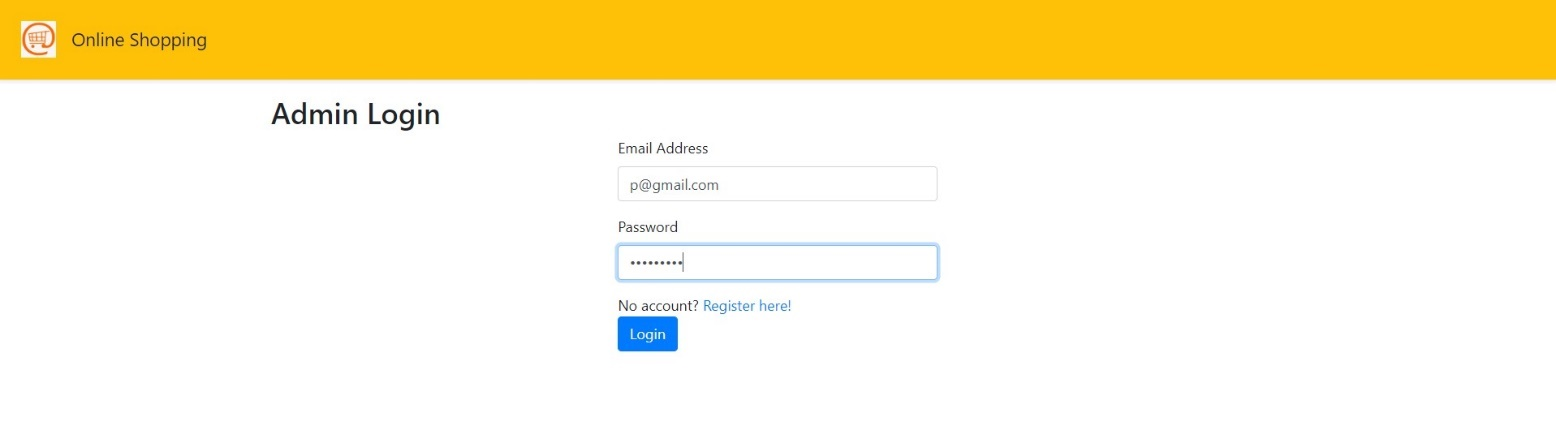 Online Shopping
Admin Login
Email Address
p@gmail.com
Password
•••••••••
No account? Register here!
Login